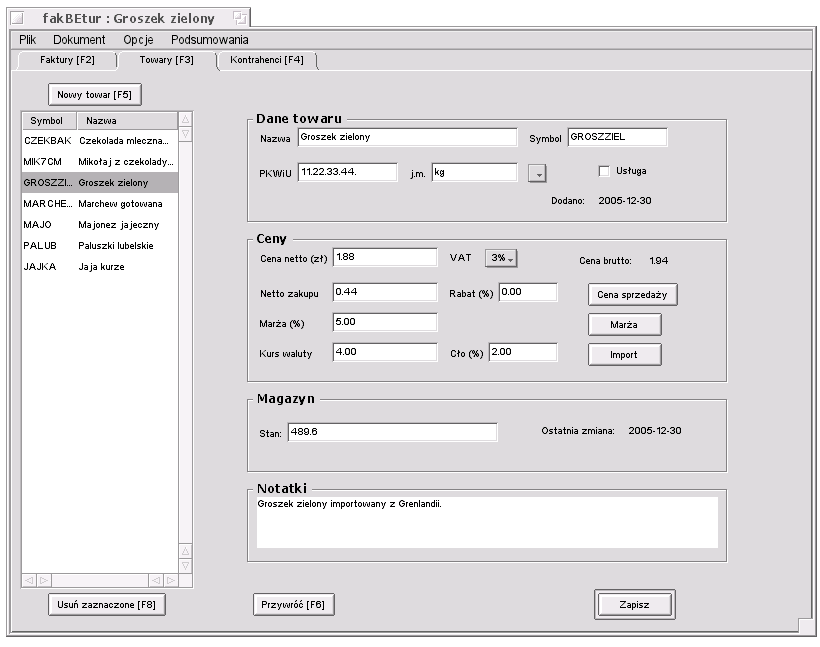 fakBEtur : Groszek zielony
Plik Dokument Opcje Podsumowania
Faktury [F2] Towary [F3] Kontrahenci [F4]
Nowy towar [F5]
Symbol Nazwa
CZEKBAK Czekolada mleczna...
MIK7CM Mikołaj z czekolady...
GROSZZI... Groszek zielony
MARCHE... Marchew gotowana
MAJO Majonez jajeczny
PALUB Paluszki lubelskie
JAJKA Jaja kurze
Usuń zaznaczone [F8]
Dane towaru
Nazwa Groszek zielony Symbol GROSZZIEL
PKWiU 11.22.33.44. j.m. kg Usługa
Dodano: 2005-12-30
Ceny
Cena netto (zł) 1.88 VAT 3% Cena brutto: 1.94
Netto zakupu 0.44 Rabat (%) 0.00 Cena sprzedaży
Marża (%) 5.00 Marża
Kurs waluty 4.00 Cło (%) 2.00 Import
Magazyn
Stan: 489.6 Ostatnia zmiana: 2005-12-30
Notatki
Groszek zielony importowany z Grenlandii.
Przywróć [F6] Zapisz